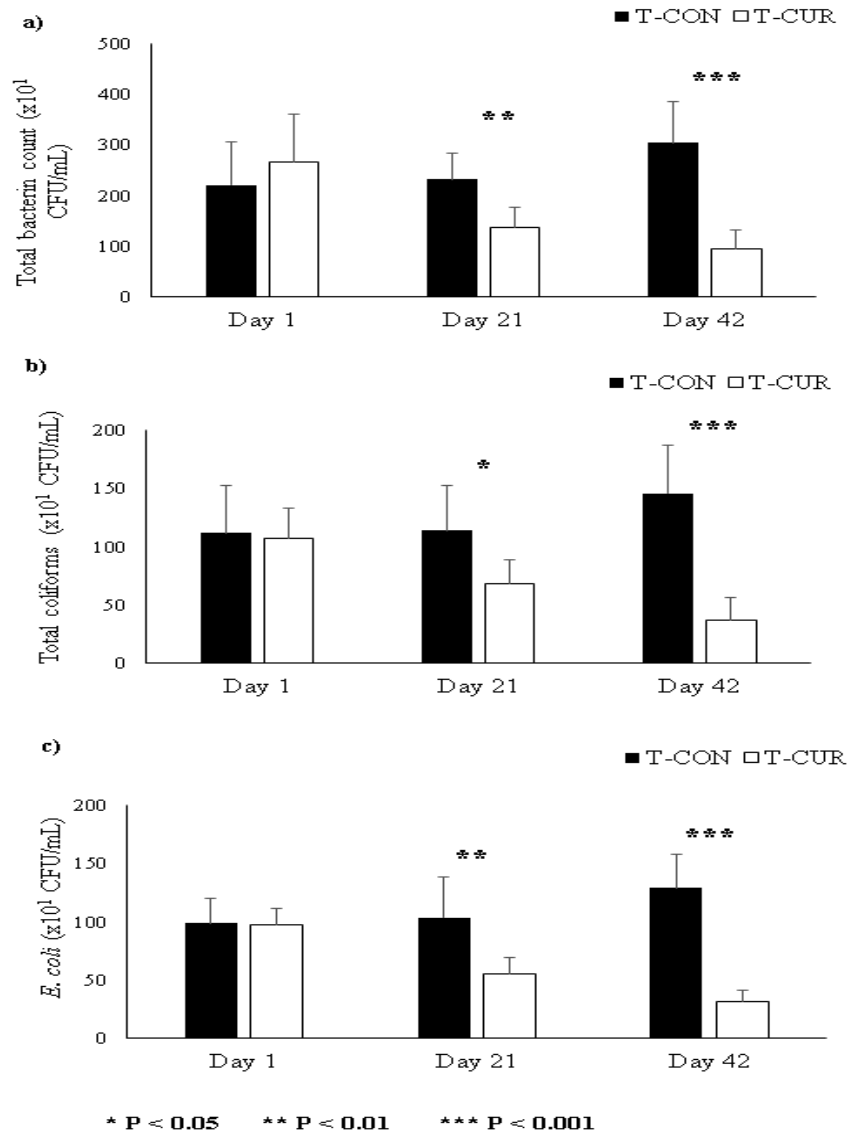 a)
■ T-CON □ T-CUR
Total bacterin count (x10¹
CFU/mL)
500
400
300
200
100
0
**
***
Day 1 Day 21 Day 42
b)
■ T-CON □ T-CUR
Total coliforms (x10¹ CFU/mL)
200
150
100
50
0
*
***
Day 1 Day 21 Day 42
c)
■ T-CON □ T-CUR
E. coli (x10¹ CFU/mL)
200
150
100
50
0
**
***
Day 1 Day 21 Day 42
* P < 0.05 ** P < 0.01 *** P < 0.001